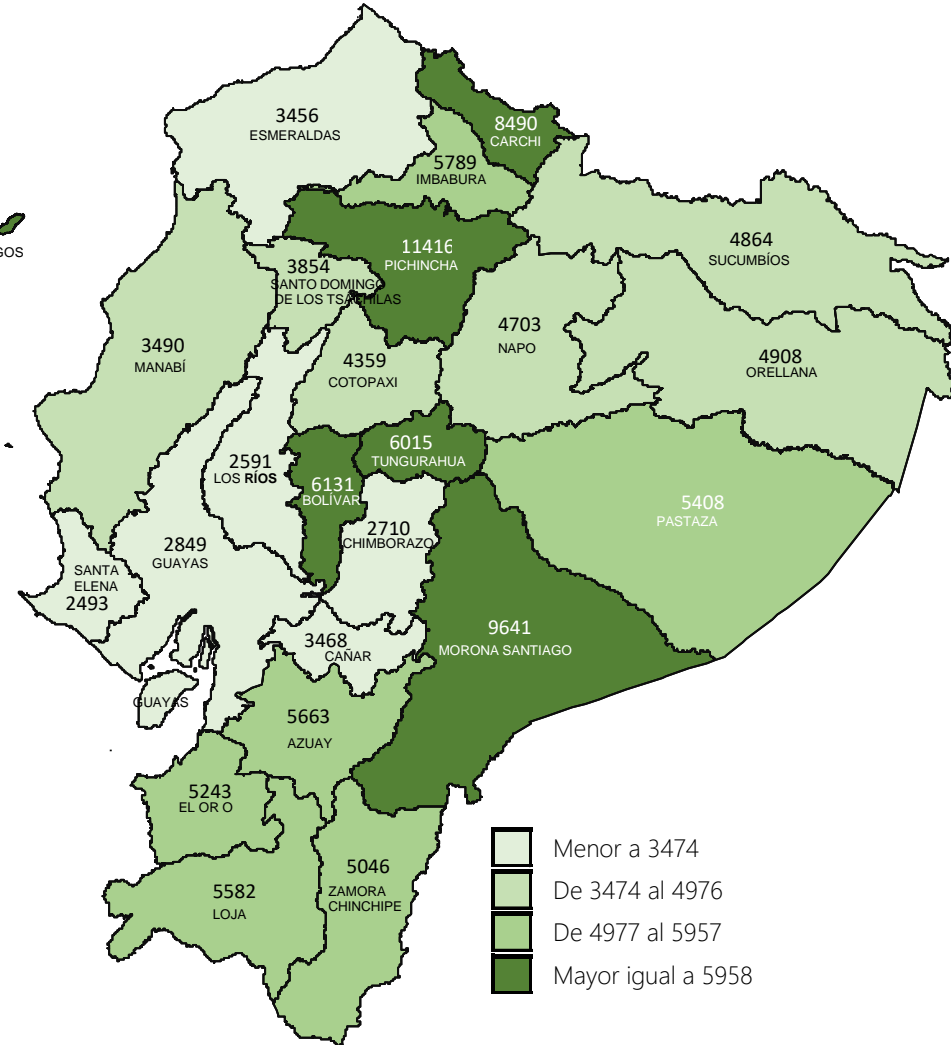 3456
ESMERALDAS
8490
CARCHI
5789
IMBABURA
GOS
11416
PICHINCHA
4864
SUCUMBÍOS
3854
SANTO DOMINGO
DE LOS TSÁCHILAS
4703
NAPO
3490
MANABÍ
4359
COTOPAXI
4908
ORELLANA
6015
TUNGURAHUA
2591
LOS RÍOS
6131
BOLÍVAR
5408
PASTAZA
2710
CHIMBORAZO
2849
GUAYAS
SANTA
ELENA
2493
9641
MORONA SANTIAGO
3468
CAÑAR
GUAYAS
5663
AZUAY
5243
EL OR O
5046
ZAMORA
CHINCHIPE
5582
LOJA
Menor a 3474
De 3474 al 4976
De 4977 al 5957
Mayor igual a 5958